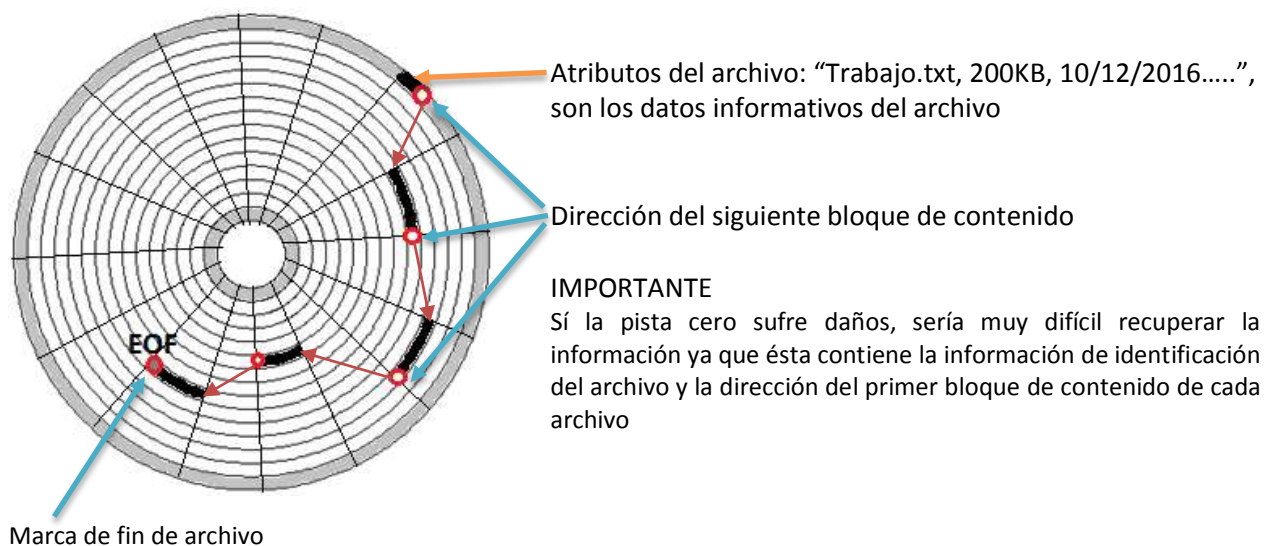 Atributos del archivo: “Trabajo.txt, 200KB, 10/12/2016…..”,
son los datos informativos del archivo
Dirección del siguiente bloque de contenido
IMPORTANTE
Sí la pista cero sufre daños, sería muy difícil recuperar la
información ya que ésta contiene la información de identificación
del archivo y la dirección del primer bloque de contenido de cada
archivo
EOF
Marca de fin de archivo